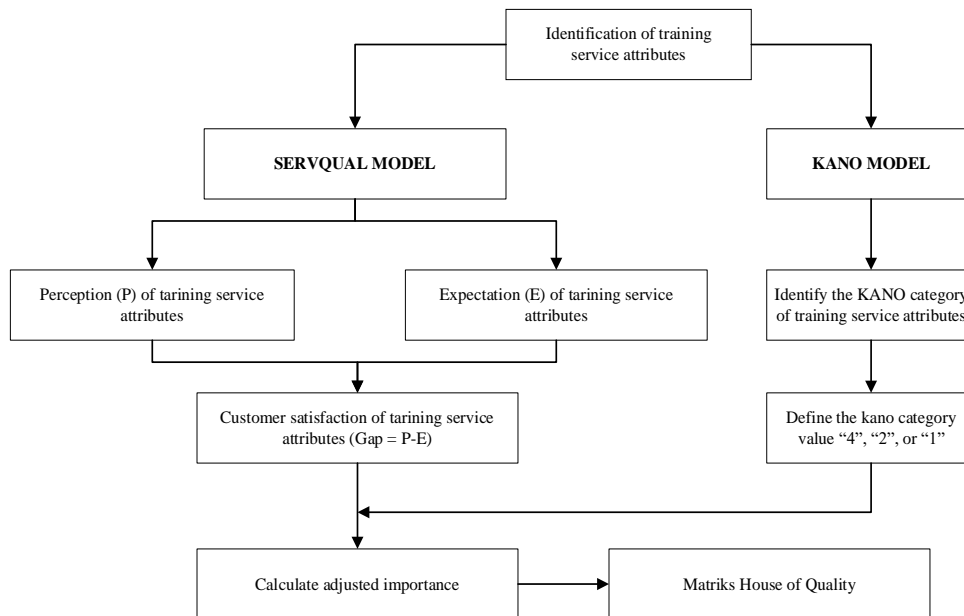 Identification of training
service attributes
SERVQUAL MODEL
KANO MODEL
Perception (P) of tarining service
attributes
Expectation (E) of tarining service
attributes
Identify the KANO category
of training service attributes
Customer satisfaction of tarining service
attributes (Gap = P-E)
Define the kano category
value “4”, “2”, or “1”
Calculate adjusted importance
Matriks House of Quality